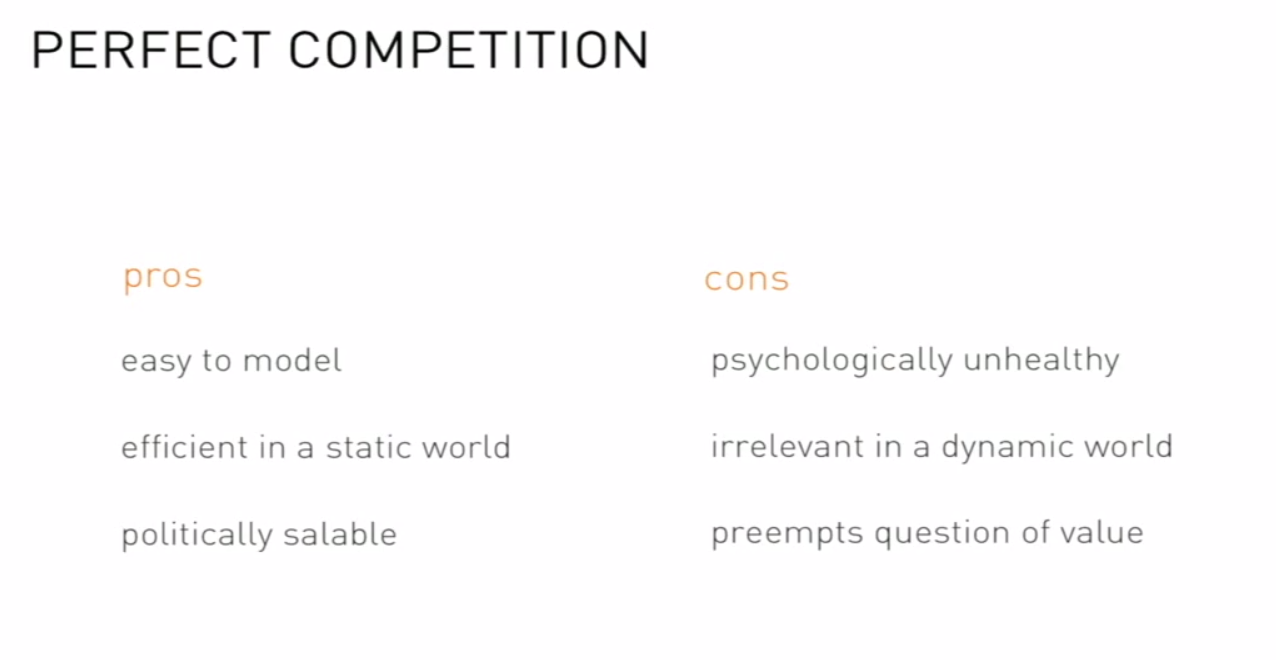 PERFECT COMPETITION
pros
easy to model
efficient in a static world
politically salable
cons
psychologically unhealthy
irrelevant in a dynamic world
preempts question of value